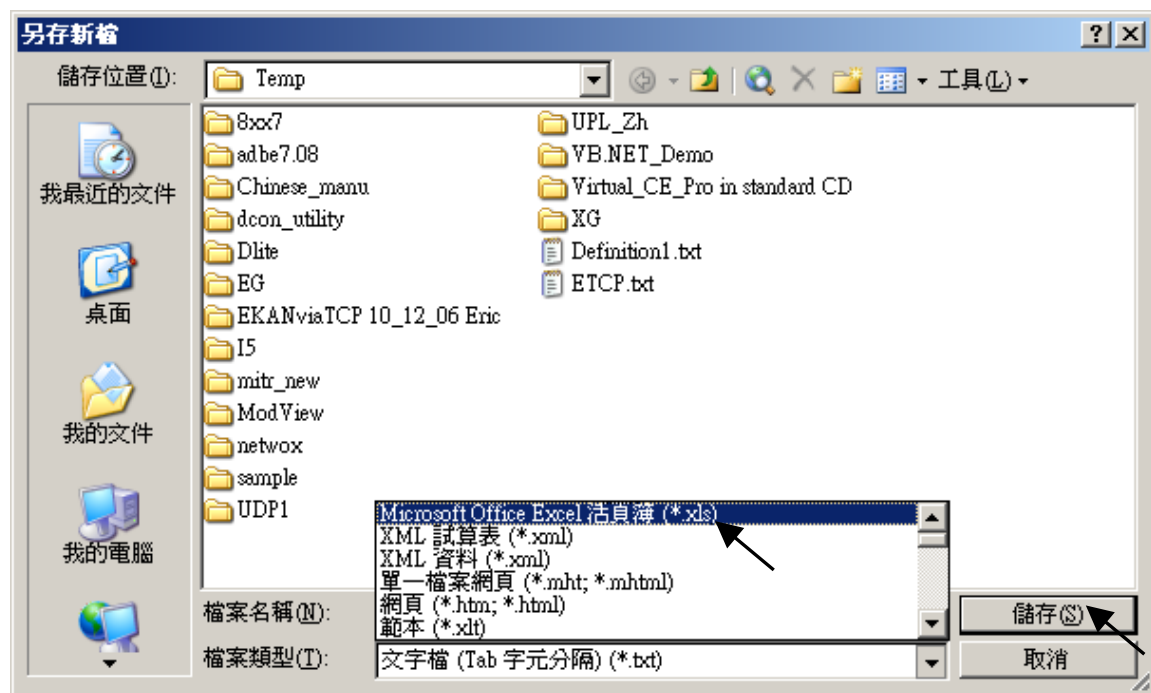 另存新檔
儲存位置(I):
Temp
工具(L)
我最近的文件
桌面
我的文件
我的電腦
8xx7
adbe7.08
Chinese_manu
dcon_utility
Dlite
EG
EKANviaTCP 10_12_06 Eric
I5
mitr_new
ModView
netwox
sample
UDP1
UPL_Zh
VB.NET_Demo
Virtual_CE_Pro in standard CD
XG
Definition1.txt
ETCP.txt
Microsoft Office Excel 活頁簿 (*.xls)
XML 試算表 (*.xml)
XML 資料 (*.xml)
單一檔案網頁 (*.mht; *.mhtml)
網頁 (*.htm; *.html)
範本 (*.xlt)
檔案名稱(N):
儲存(S)
檔案類型(T):
文字檔 (Tab 字元分隔) (*.txt)
取消